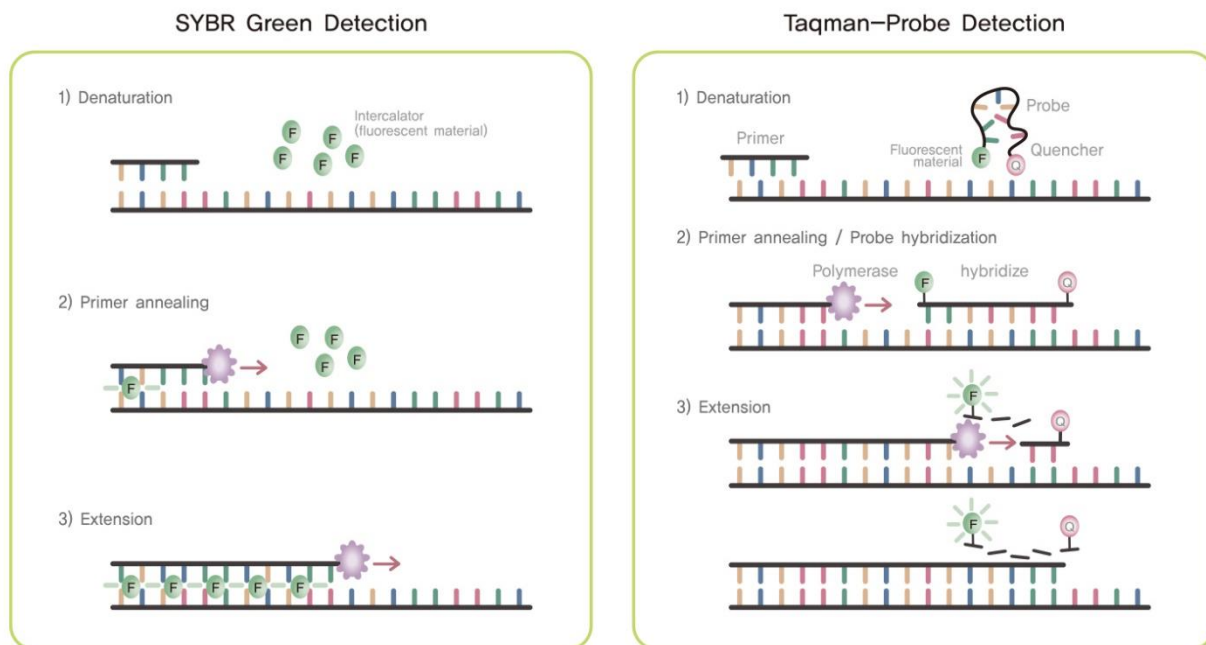 SYBR Green Detection
1) Denaturation
Intercalator
(fluorescent material)
F
F
F
F
F
2) Primer annealing
F
F
F
F
F
3) Extension
F
F
F
F
F
Taqman-Probe Detection
1) Denaturation
Probe
Primer
Fluorescent
material
F
Quencher
Q
2) Primer annealing / Probe hybridization
Polymerase
hybridize
F
Q
3) Extension
F
Q
F
Q